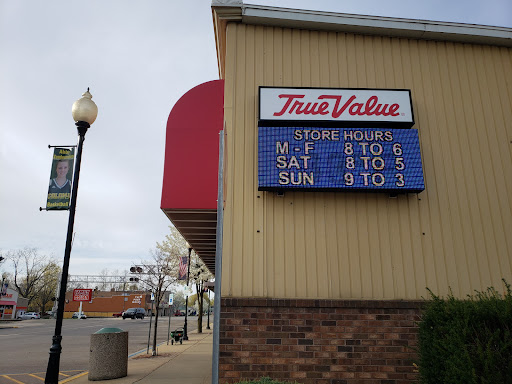 True Value
STORE HOURS
M - F 8 TO 6
SAT 8 TO 5
SUN 9 TO 3